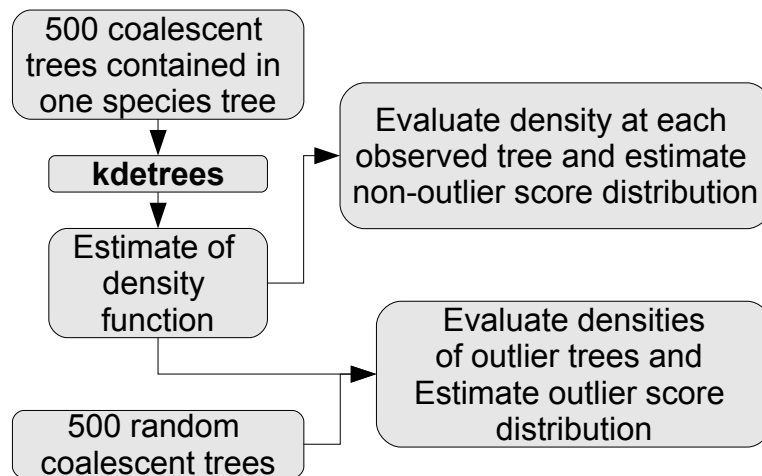 500 coalescent
trees contained in
one species tree
kdetrees
Estimate of
density
function
500 random
coalescent trees
Evaluate density at each
observed tree and estimate
non-outlier score distribution
Evaluate densities
of outlier trees and
Estimate outlier score
distribution